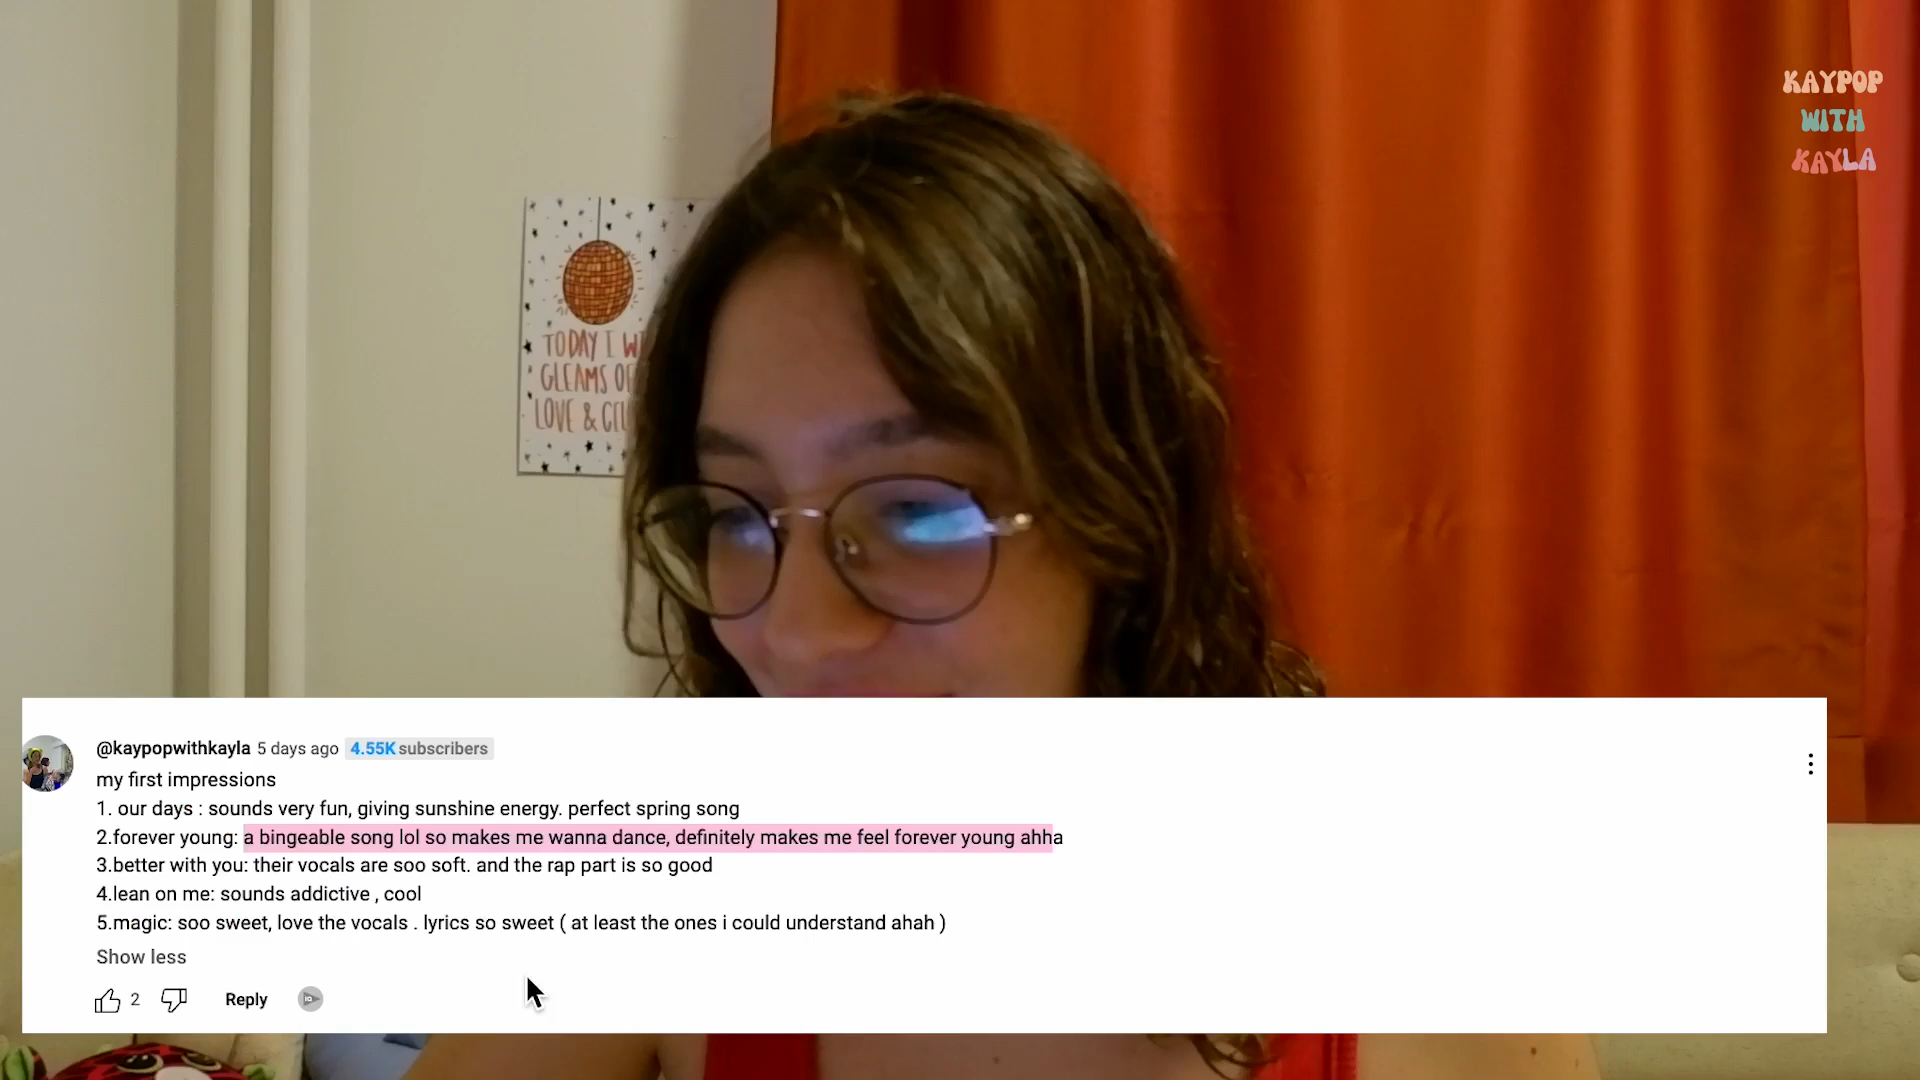 KAYPOP
WITH
KAYLA
TODAY I
GLEAMS
LOVE &
@kaypopwithkayla 5 days ago 4.55K subscribers
my first impressions
1. our days : sounds very fun, giving sunshine energy. perfect spring song
2.forever young: a bingeable song lol so makes me wanna dance, definitely makes me feel forever young ahha
3.better with you: their vocals are soo soft. and the rap part is so good
4.lean on me: sounds addictive , cool
5.magic: soo sweet, love the vocals . lyrics so sweet ( at least the ones i could understand ahah )
Show less
2 Reply